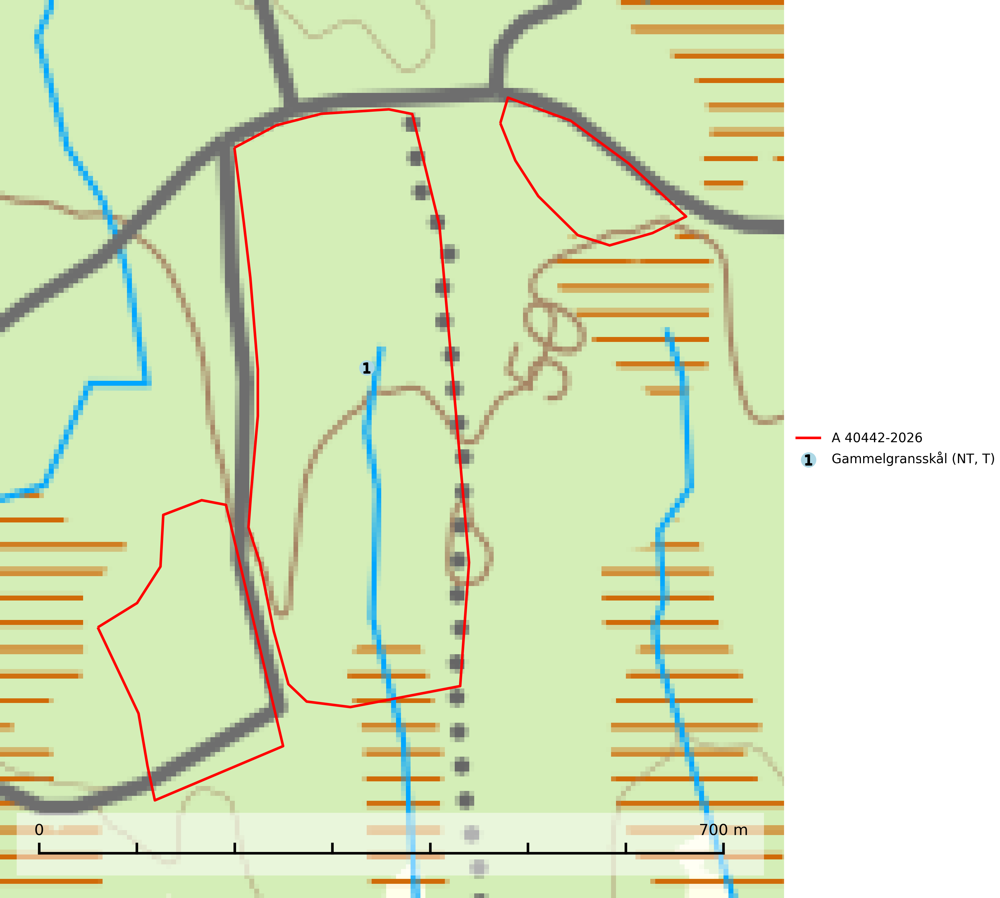 1
A 40442-2026
1 Gammelgransskål (NT, T)
0 700 m